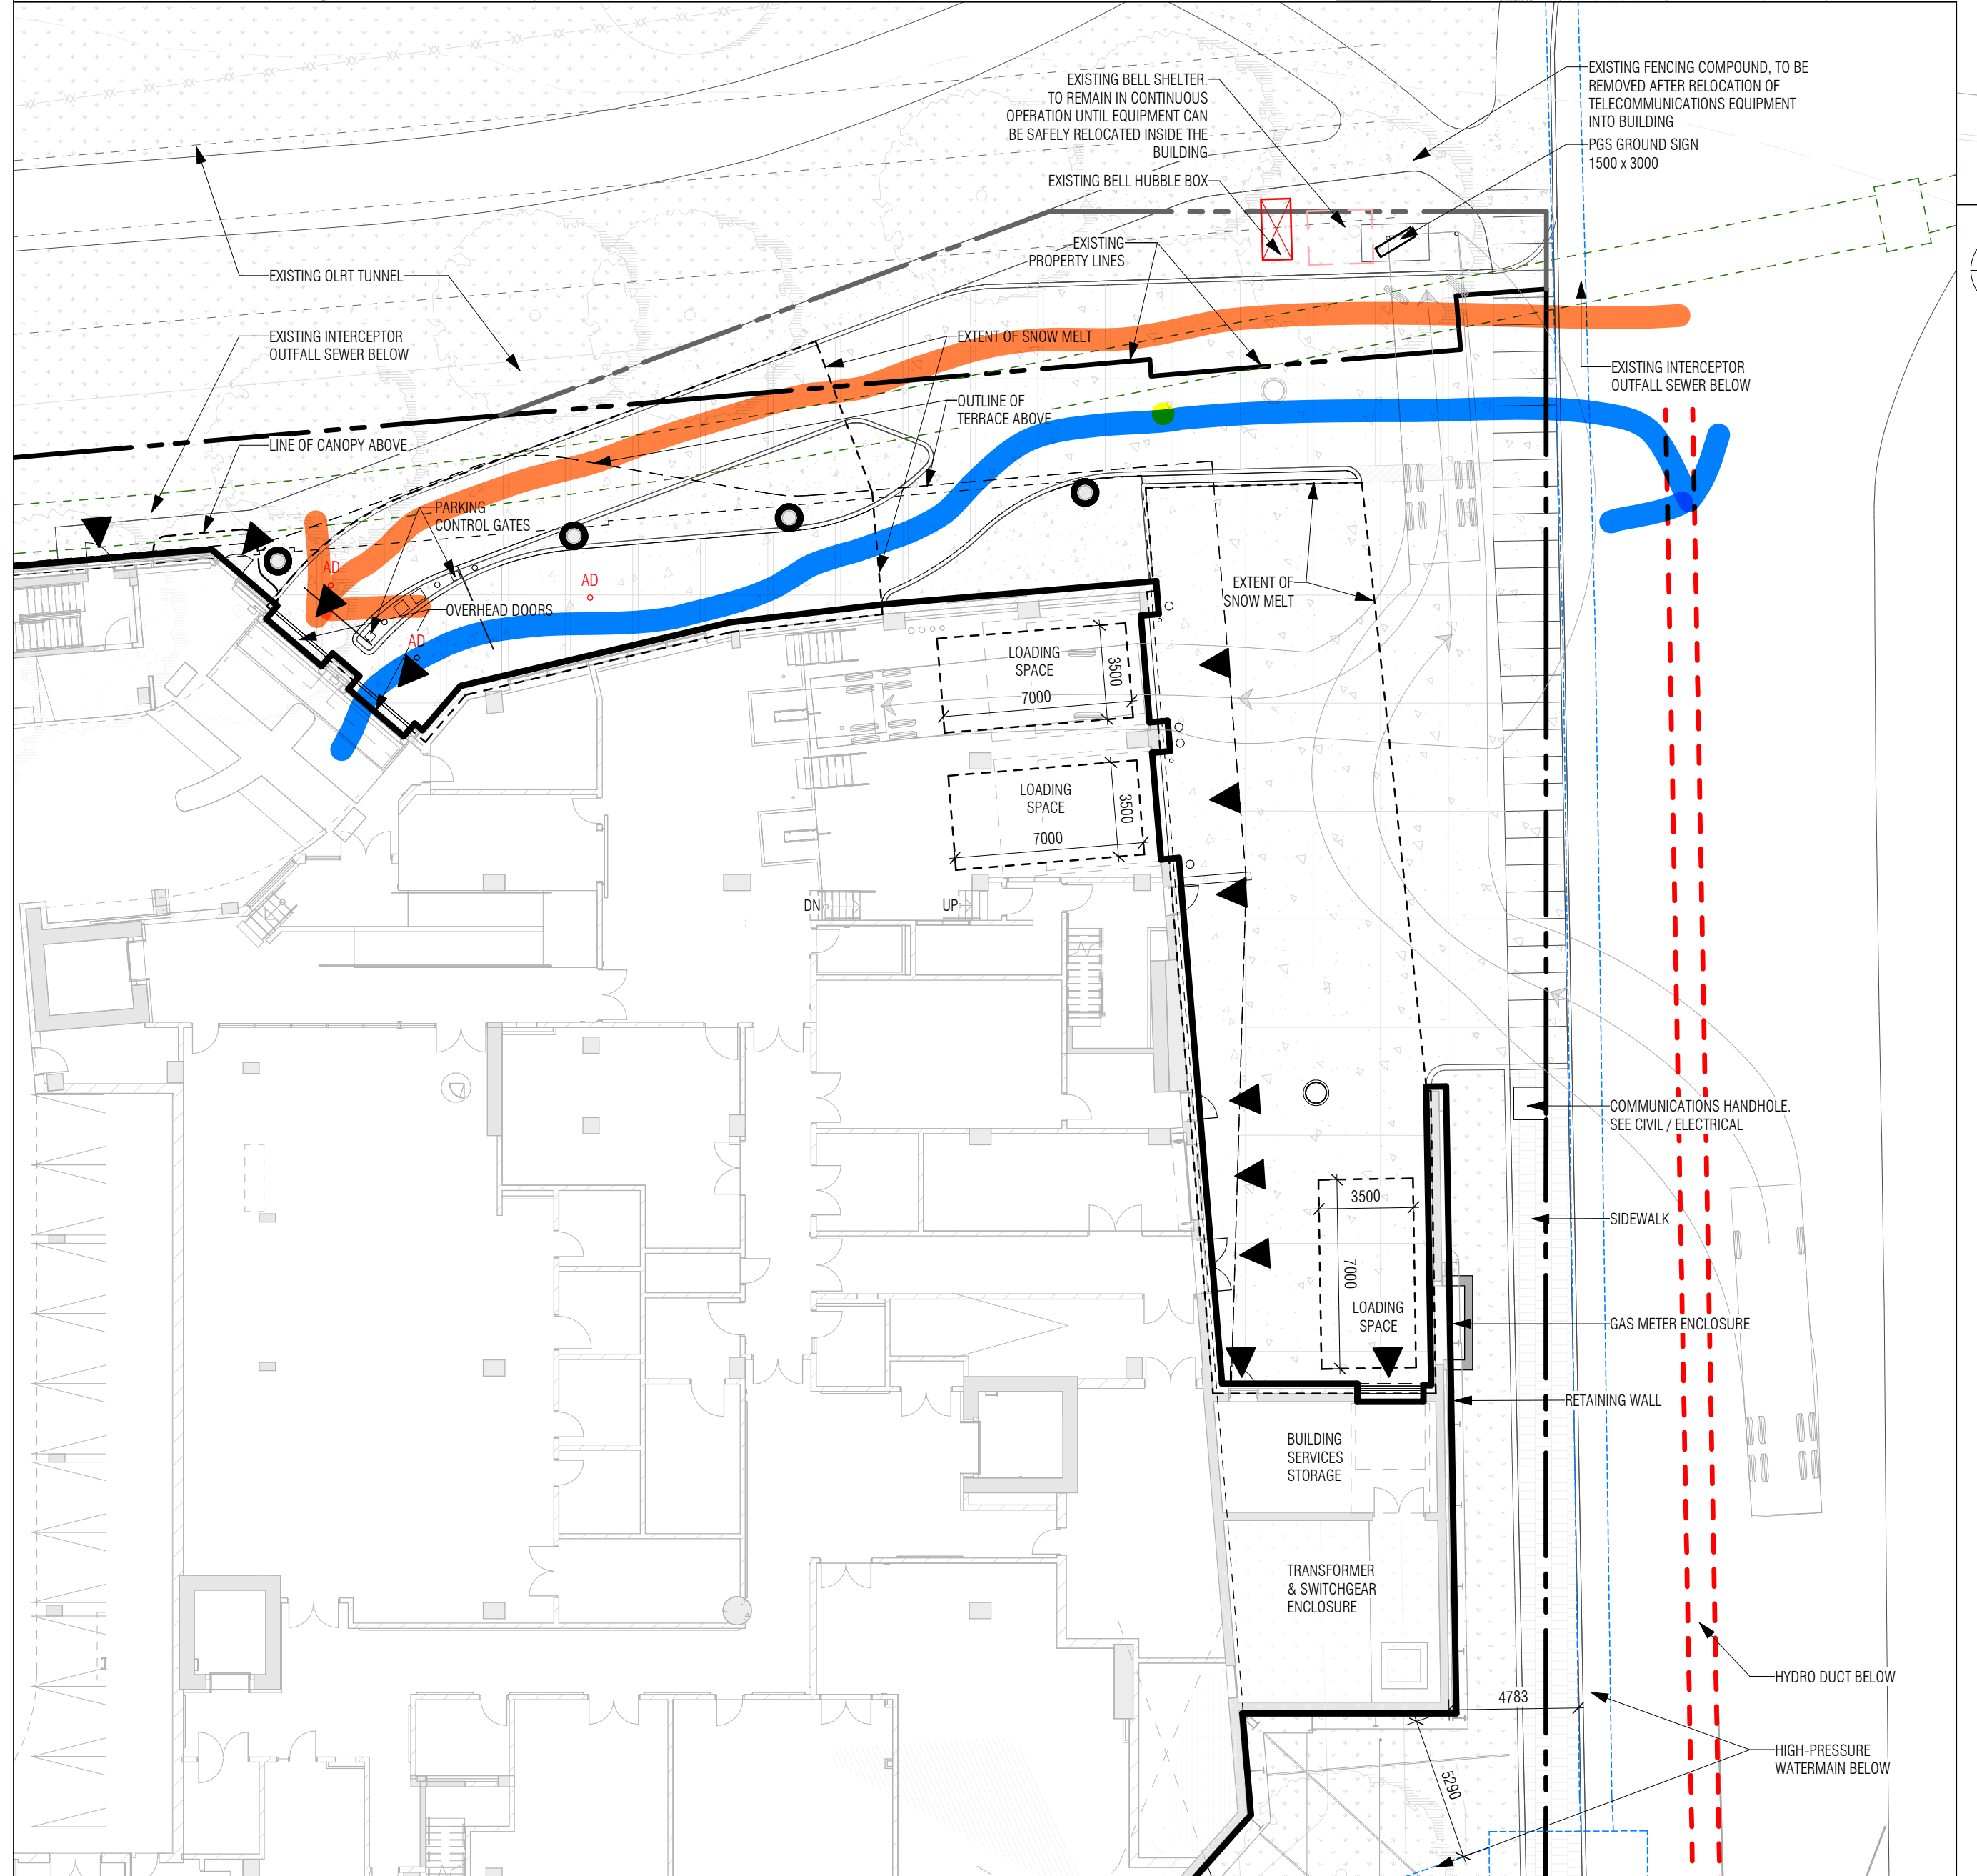 EXISTING BELL SHELTER.
TO REMAIN IN CONTINUOUS
OPERATION UNTIL EQUIPMENT CAN
BE SAFELY RELOCATED INSIDE THE
BUILDING
EXISTING FENCING COMPOUND, TO BE
REMOVED AFTER RELOCATION OF
TELECOMMUNICATIONS EQUIPMENT
INTO BUILDING
PGS GROUND SIGN
1500 x 3000
EXISTING BELL HUBBLE BOX
EXISTING
PROPERTY LINES
EXISTING OLRT TUNNEL
EXISTING INTERCEPTOR
OUTFALL SEWER BELOW
EXTENT OF SNOW MELT
EXISTING INTERCEPTOR
OUTFALL SEWER BELOW
OUTLINE OF
TERRACE ABOVE
LINE OF CANOPY ABOVE
PARKING
CONTROL GATES
AD
AD
OVERHEAD DOORS
AD
EXTENT OF
SNOW MELT
LOADING
SPACE
3500
7000
LOADING
SPACE
3500
7000
DN
UP
COMMUNICATIONS HANDHOLE.
SEE CIVIL / ELECTRICAL
3500
SIDEWALK
7000
LOADING
SPACE
GAS METER ENCLOSURE
RETAINING WALL
BUILDING
SERVICES
STORAGE
TRANSFORMER
& SWITCHGEAR
ENCLOSURE
HYDRO DUCT BELOW
4783
HIGH-PRESSURE
WATERMAIN BELOW
5290